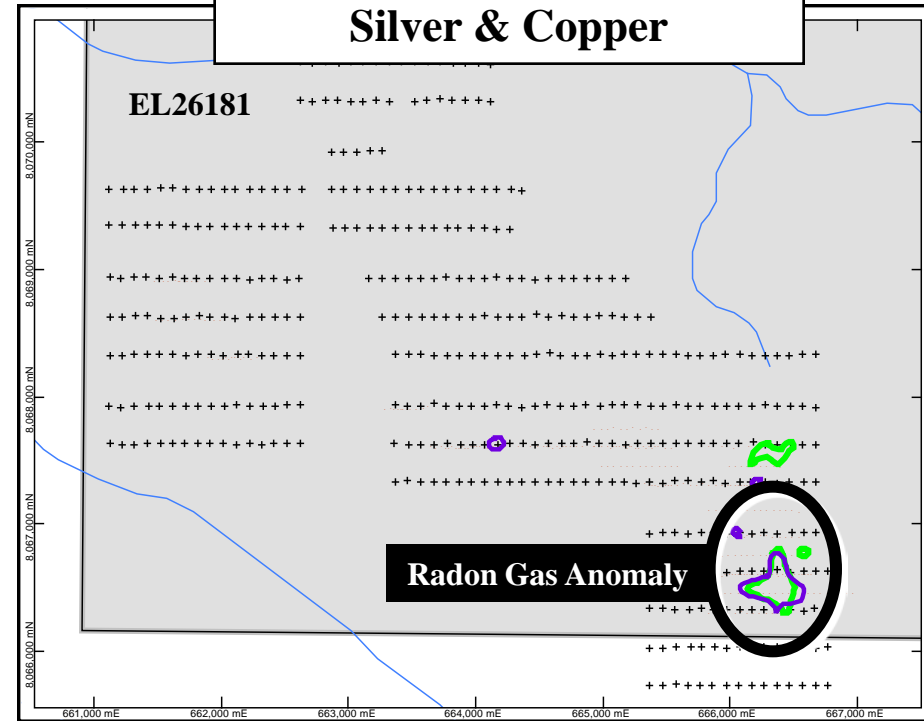 Silver & Copper
EL26181
8,070,000 mN
8,069,000 mN
8,068,000 mN
8,067,000 mN
8,066,000 mN
Radon Gas Anomaly
661,000 mE
662,000 mE
663,000 mE
664,000 mE
665,000 mE
666,000 mE
667,000 mE